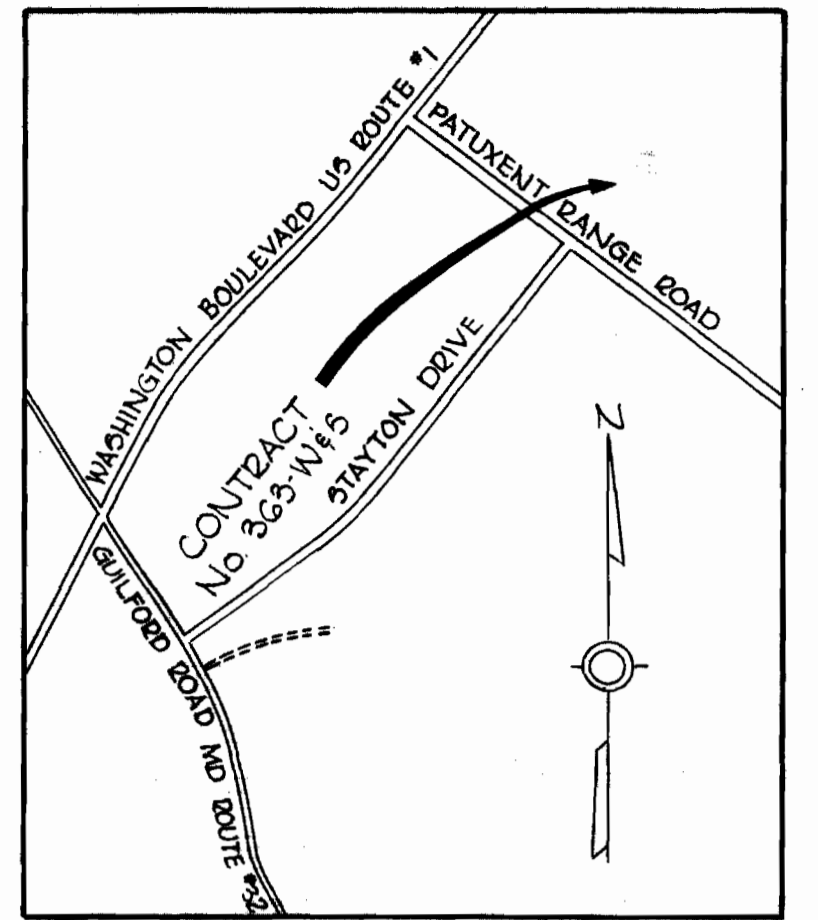 WASHINGTON BOULEVARD US ROUTE #1
PATUXENT RANGE ROAD
STAYTON DRIVE
CONTRACT
No. 363-W&S
GUILFORD ROAD MD ROUTE #32
N